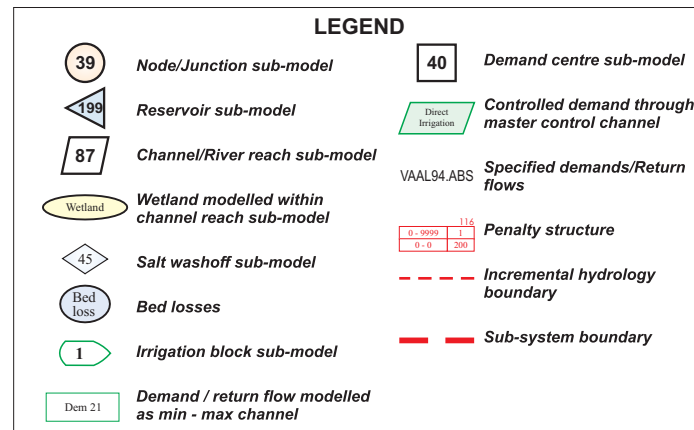 LEGEND
39
Node/Junction sub-model
199
Reservoir sub-model
87
Channel/River reach sub-model
Wetland
Wetland modelled within
channel reach sub-model
45
Salt washoff sub-model
Bed
loss
Bed losses
1
Irrigation block sub-model
Dem 21
Demand / return flow modelled
as min - max channel
40
Demand centre sub-model
Direct
Irrigation
Controlled demand through
master control channel
VAAL94.ABS
Specified demands/Return
flows
116
0 - 9999 1
0 - 0 200
Penalty structure
Incremental hydrology
boundary
Sub-system boundary